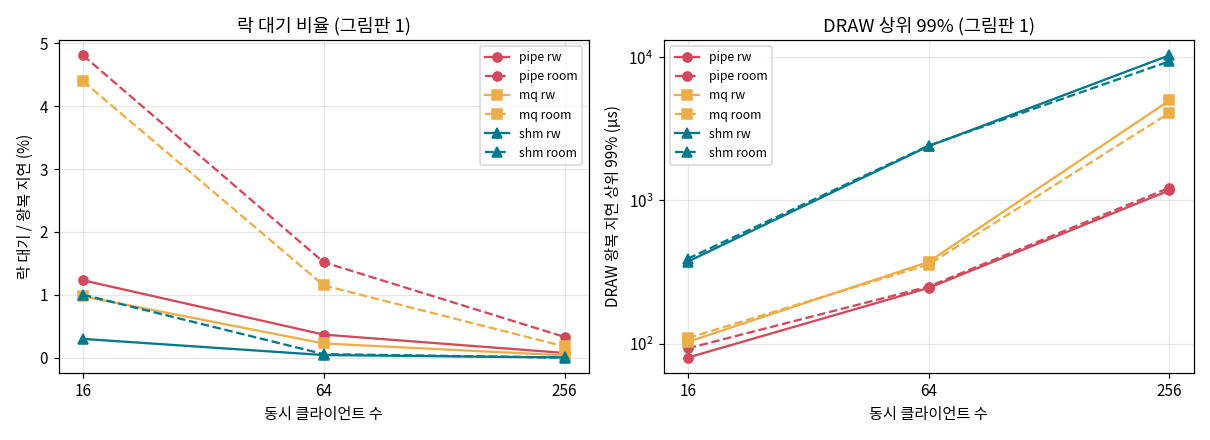 락 대기 비율 (그림판 1)
락 대기 / 왕복 지연 (%)
5
4
3
2
1
0
16
64
256
동시 클라이언트 수
pipe rw
pipe room
mq rw
mq room
shm rw
shm room
DRAW 상위 99% (그림판 1)
DRAW 왕복 지연 상위 99% (µs)
10⁴
10³
10²
16
64
256
동시 클라이언트 수
pipe rw
pipe room
mq rw
mq room
shm rw
shm room